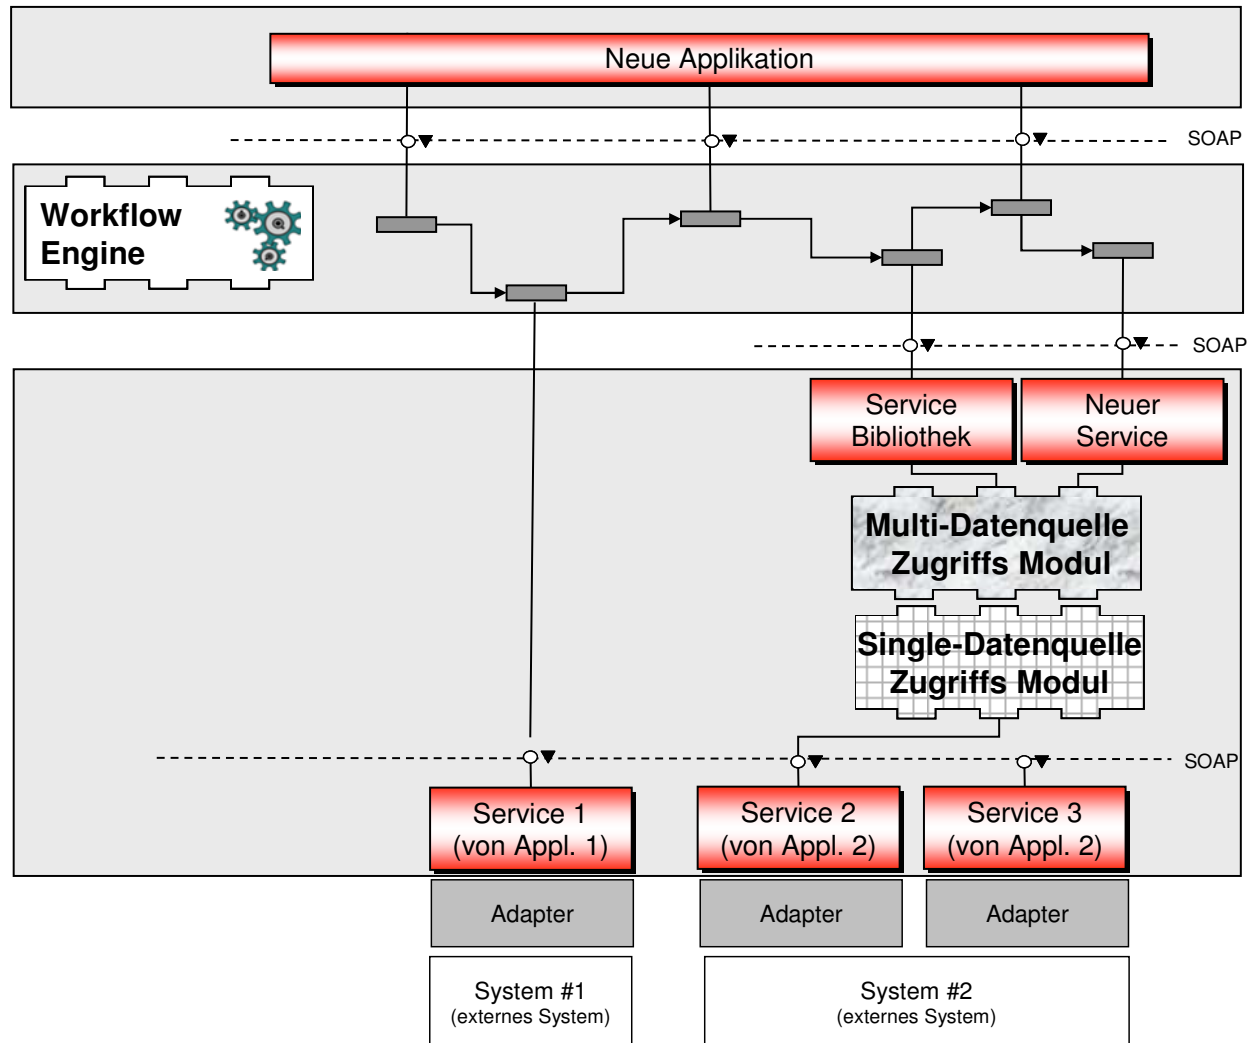 Neue Applikation
SOAP
Workflow
Engine
SOAP
Service
Bibliothek
Neuer
Service
Multi-Datenquelle
Zugriffs Modul
Single-Datenquelle
Zugriffs Modul
SOAP
Service 1
(von Appl. 1)
Service 2
(von Appl. 2)
Service 3
(von Appl. 2)
Adapter
Adapter
Adapter
System #1
(externes System)
System #2
(externes System)